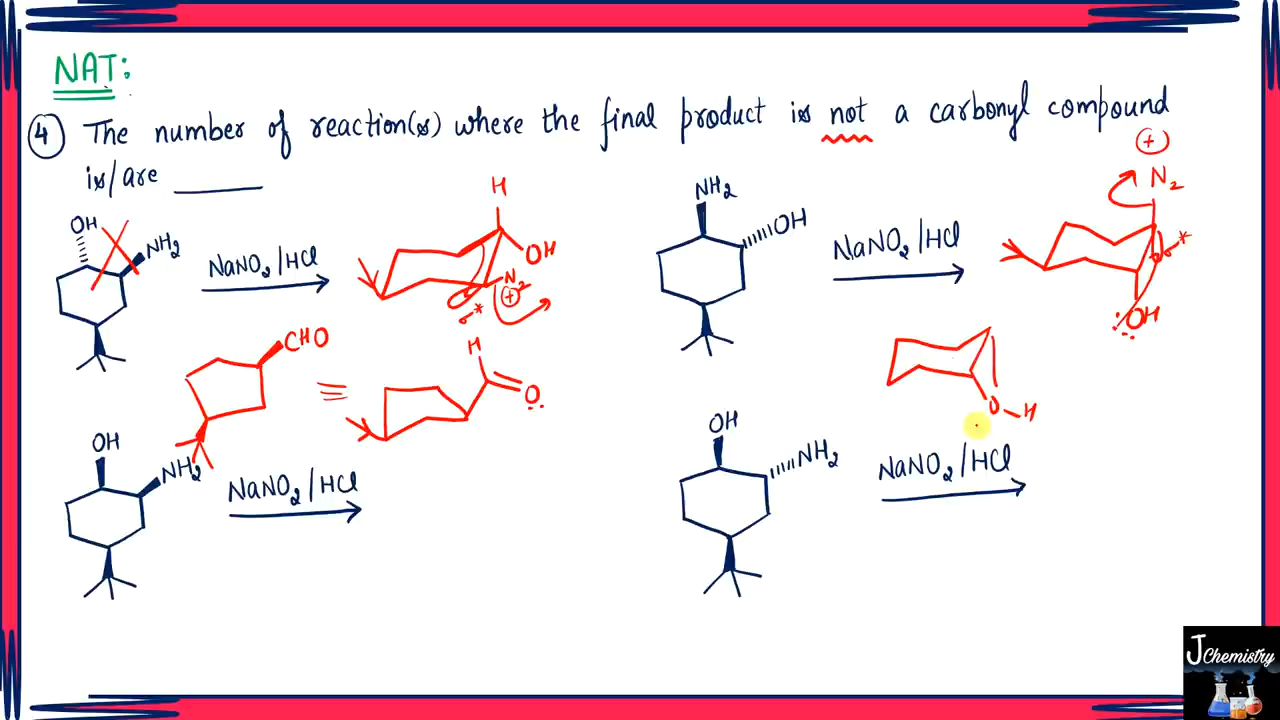 NAT:
4 The number of reaction(s) where the final product is not a carbonyl compound
is/are ______
OH
NH2
NaNO2/HCl
H
OH
N2
+
σ*
NH2
OH
NaNO2/HCl
+
N2
σ*
:OH
CHO
≡
H
O
O-H
OH
NH2
NaNO2/HCl
OH
NH2
NaNO2/HCl
J Chemistry